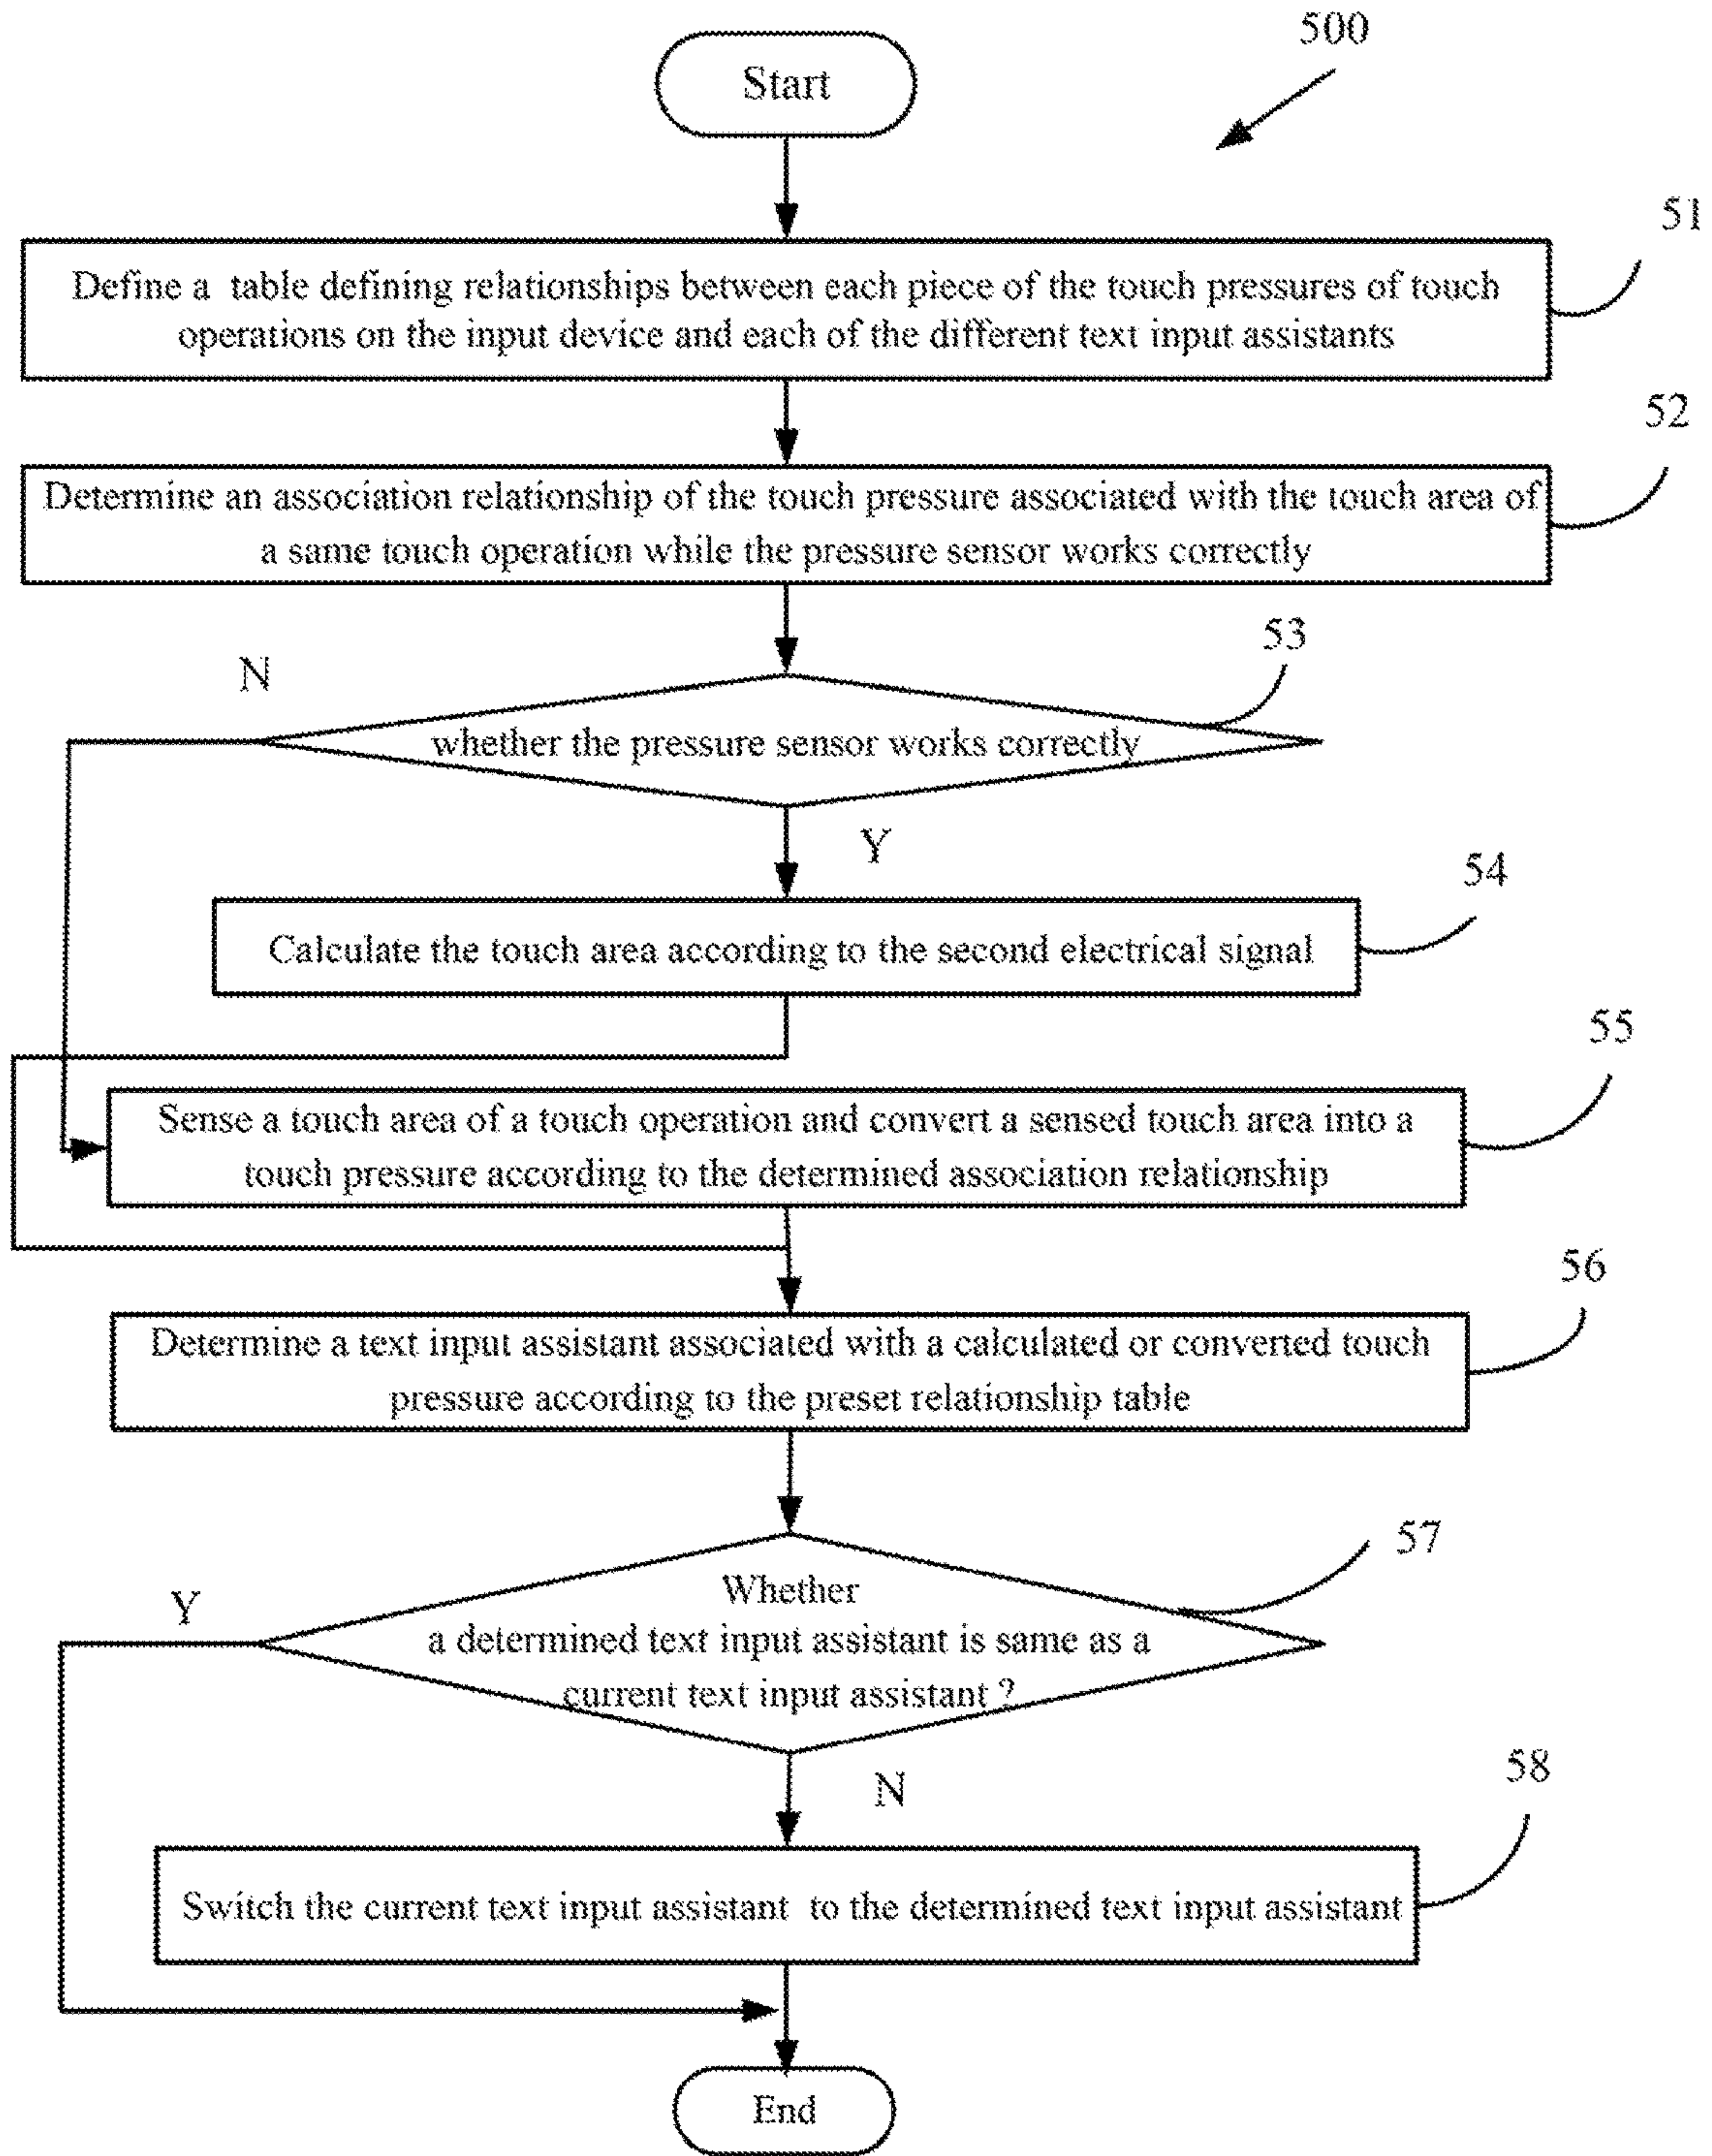 500
Start
51
Define a table defining relationships between each piece of the touch pressures of touch
operations on the input device and each of the different text input assistants
52
Determine an association relationship of the touch pressure associated with the touch area of
a same touch operation while the pressure sensor works correctly
53
N
whether the pressure sensor works correctly
Y
54
Calculate the touch area according to the second electrical signal
55
Sense a touch area of a touch operation and convert a sensed touch area into a
touch pressure according to the determined association relationship
56
Determine a text input assistant associated with a calculated or converted touch
pressure according to the preset relationship table
57
Y
Whether
a determined text input assistant is same as a
current text input assistant ?
N
58
Switch the current text input assistant to the determined text input assistant
End